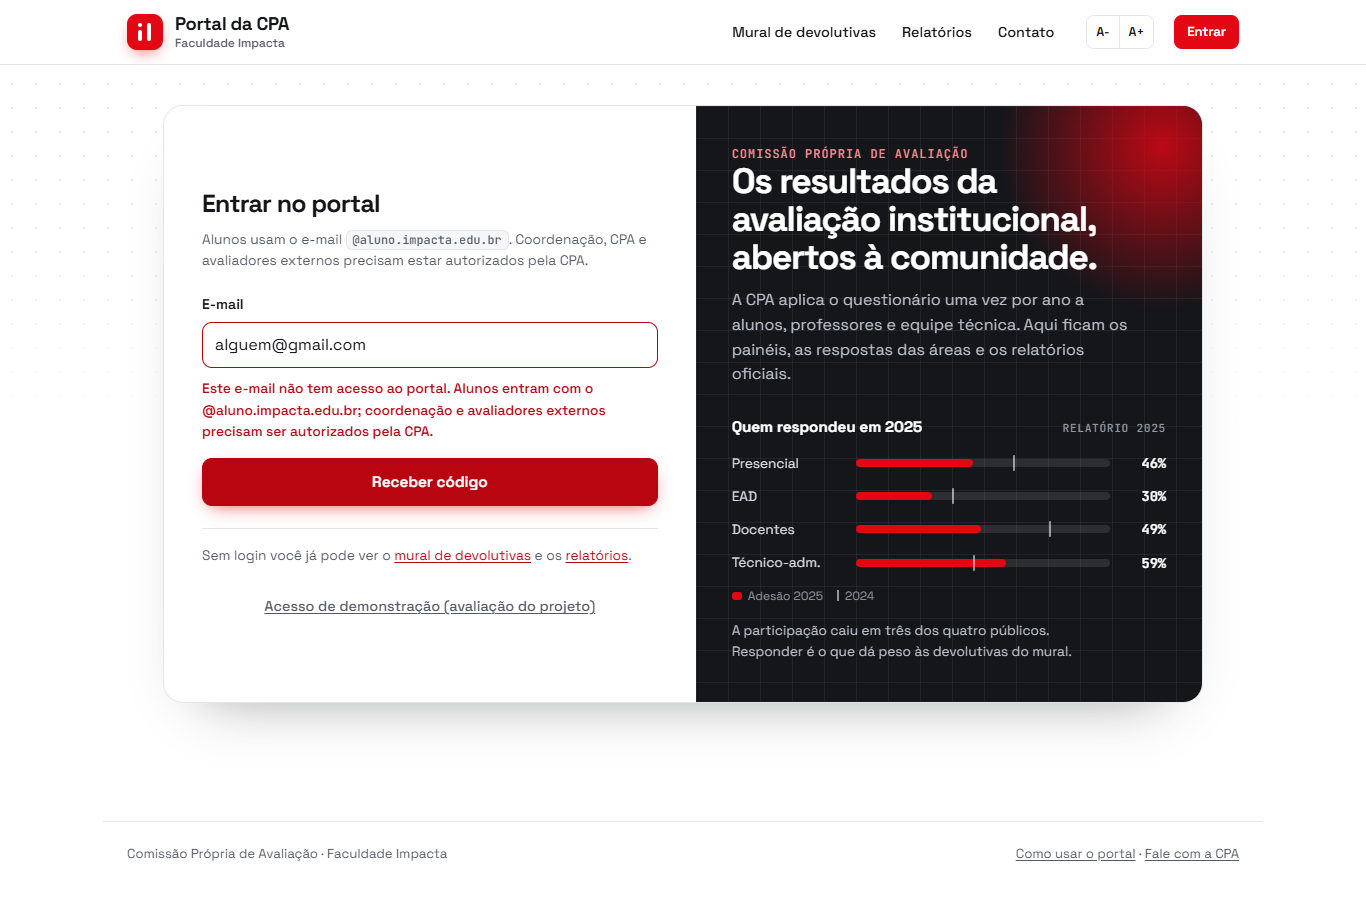 Portal da CPA
Faculdade Impacta
Mural de devolutivas
Relatórios
Contato
A-
A+
Entrar
Entrar no portal
Alunos usam o e-mail @aluno.impacta.edu.br. Coordenação, CPA e
avaliadores externos precisam estar autorizados pela CPA.
E-mail
alguem@gmail.com
Este e-mail não tem acesso ao portal. Alunos entram com o
@aluno.impacta.edu.br; coordenação e avaliadores externos
precisam ser autorizados pela CPA.
Receber código
Sem login você já pode ver o mural de devolutivas e os relatórios.
Acesso de demonstração (avaliação do projeto)
COMISSÃO PRÓPRIA DE AVALIAÇÃO
Os resultados da
avaliação institucional,
abertos à comunidade.
A CPA aplica o questionário uma vez por ano a
alunos, professores e equipe técnica. Aqui ficam os
painéis, as respostas das áreas e os relatórios
oficiais.
Quem respondeu em 2025
RELATÓRIO 2025
Presencial 46%
EAD 30%
Docentes 49%
Técnico-adm. 59%
Adesão 2025 2024
A participação caiu em três dos quatro públicos.
Responder é o que dá peso às devolutivas do mural.
Comissão Própria de Avaliação · Faculdade Impacta
Como usar o portal · Fale com a CPA